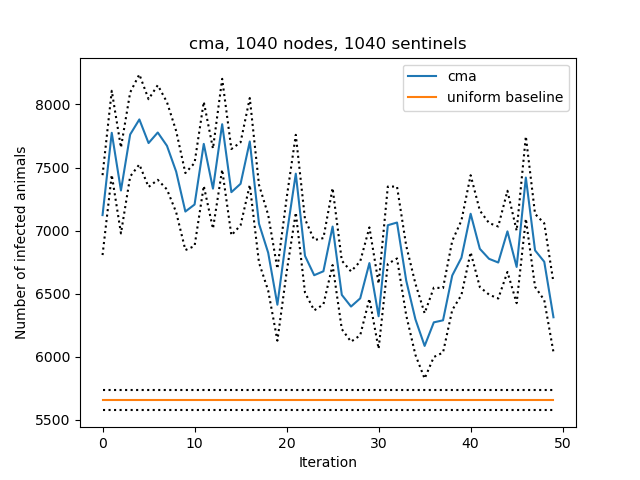 cma, 1040 nodes, 1040 sentinels
cma
uniform baseline
Number of infected animals
8000
7500
7000
6500
6000
5500
0 10 20 30 40 50
Iteration